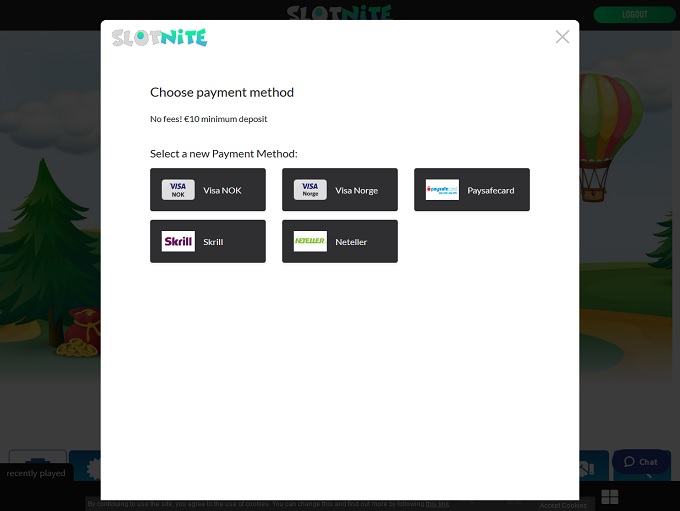 SLOTNITE
LOGOUT
SLOTNITE
Choose payment method
No fees! €10 minimum deposit
Select a new Payment Method:
VISA NOK Visa NOK
VISA Norge Visa Norge
paysafecard Paysafecard
Skrill Skrill
NETELLER Neteller
recently played
Chat
By continuing to use the site, you agree to the use of cookies. You can change this and find out more by following this link.
Accept Cookies